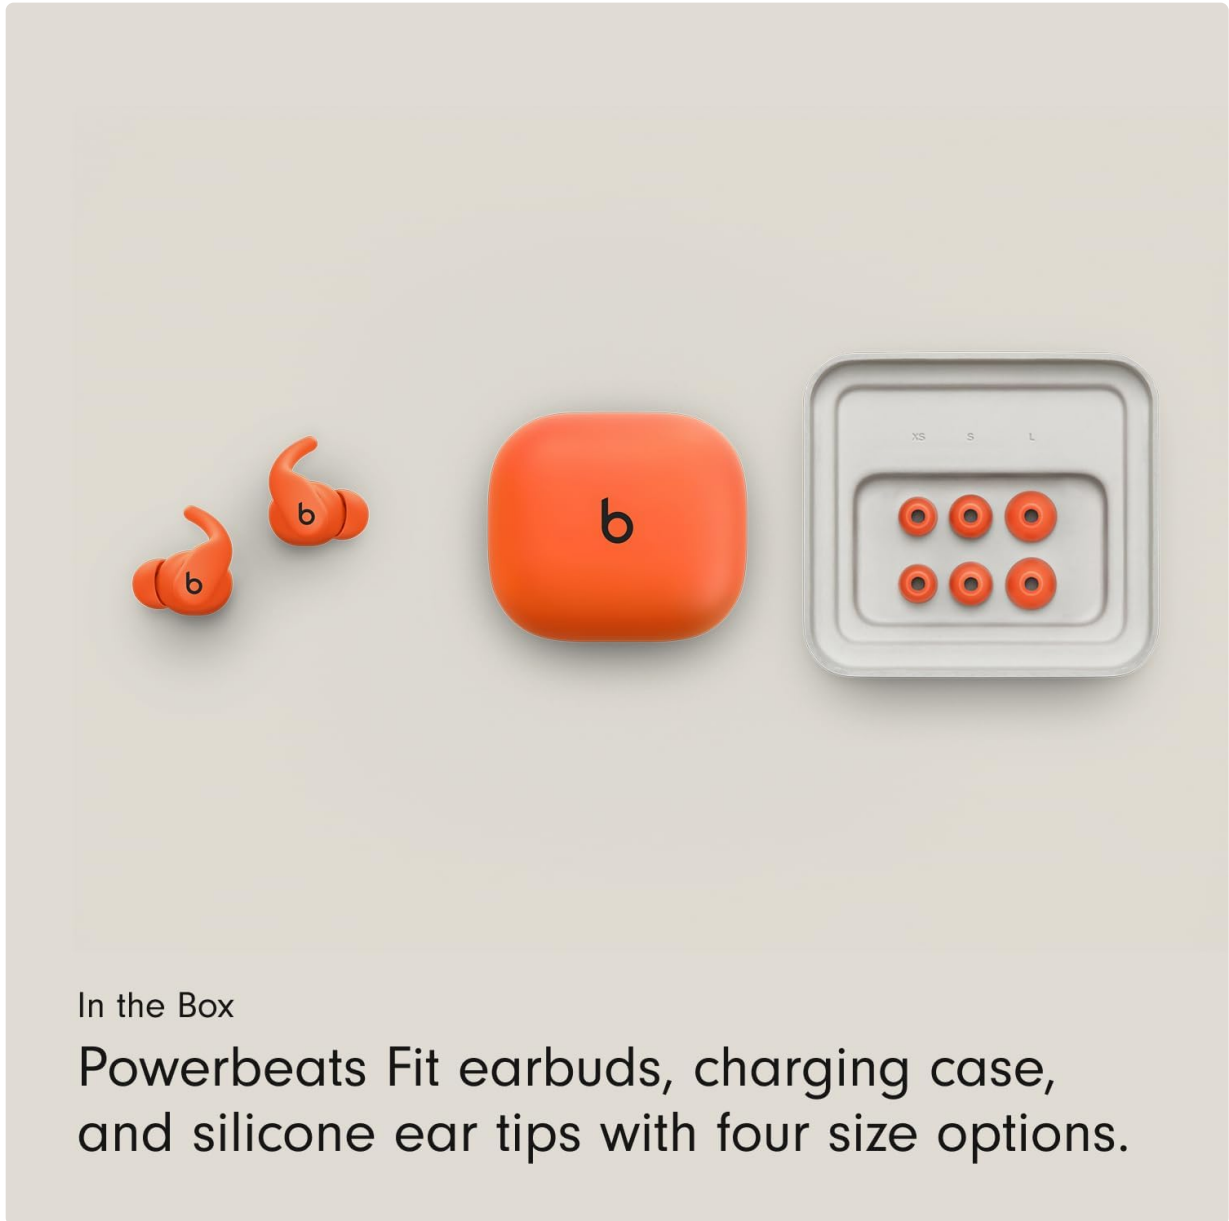 XS S L
b
b
b
In the Box
Powerbeats Fit earbuds, charging case,
and silicone ear tips with four size options.